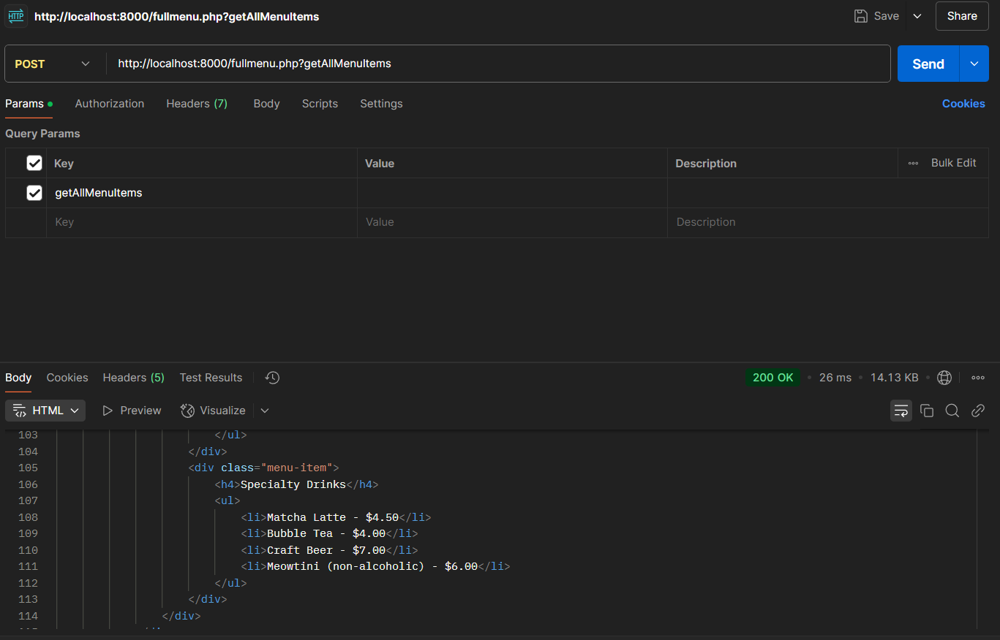 HTTP http://localhost:8000/fullmenu.php?getAllMenuItems Save Share
POST http://localhost:8000/fullmenu.php?getAllMenuItems Send
Params Authorization Headers (7) Body Scripts Settings Cookies
Query Params
Key Value Description Bulk Edit
getAllMenuItems
Key Value Description
Body Cookies Headers (5) Test Results 200 OK 26 ms 14.13 KB
HTML Preview Visualize
103 </ul>
104 </div>
105 <div class="menu-item">
106 <h4>Specialty Drinks</h4>
107 <ul>
108 <li>Matcha Latte - $4.50</li>
109 <li>Bubble Tea - $4.00</li>
110 <li>Craft Beer - $7.00</li>
111 <li>Meowtini (non-alcoholic) - $6.00</li>
112 </ul>
113 </div>
114 </div>